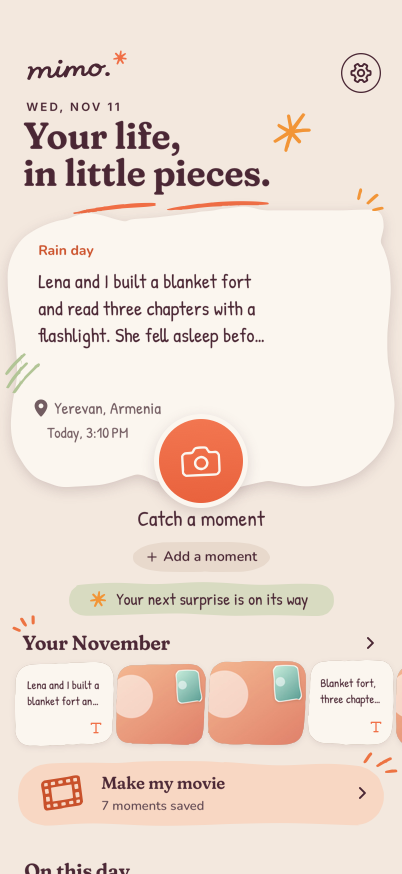 mimo.
WED, NOV 11
Your life,
in little pieces.
Rain day
Lena and I built a blanket fort
and read three chapters with a
flashlight. She fell asleep befo...
Yerevan, Armenia
Today, 3:10 PM
Catch a moment
+ Add a moment
Your next surprise is on its way
Your November
Lena and I built a
blanket fort an...
T
Blanket fort,
three chapte...
T
Make my movie
7 moments saved
On this day